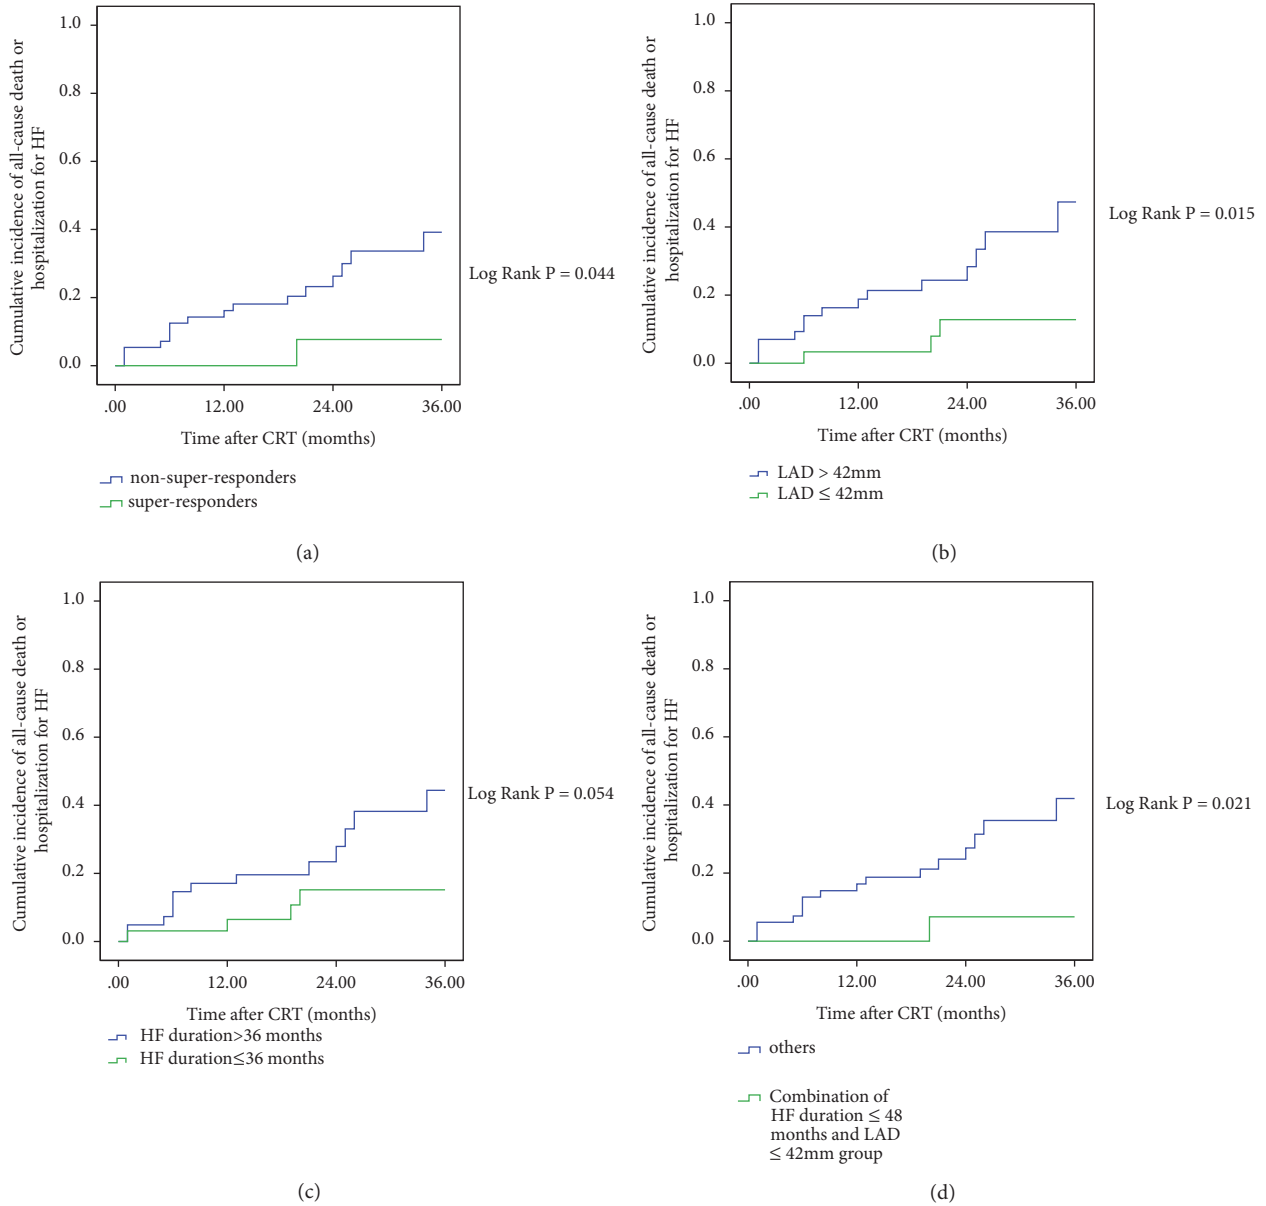 Cumulative incidence of all-cause death or
hospitalization for HF
1.0
0.8
0.6
0.4
0.2
0.0
.00 12.00 24.00 36.00
Time after CRT (momths)
Log Rank P = 0.044
non-super-responders
super-responders
(a)
Cumulative incidence of all-cause death or
hospitalization for HF
1.0
0.8
0.6
0.4
0.2
0.0
.00 12.00 24.00 36.00
Time after CRT (months)
Log Rank P = 0.015
LAD > 42mm
LAD ≤ 42mm
(b)
Cumulative incidence of all-cause death or
hospitalization for HF
1.0
0.8
0.6
0.4
0.2
0.0
.00 12.00 24.00 36.00
Time after CRT (months)
Log Rank P = 0.054
HF duration>36 months
HF duration≤36 months
(c)
Cumulative incidence of all-cause death or
hospitalization for HF
1.0
0.8
0.6
0.4
0.2
0.0
.00 12.00 24.00 36.00
Time after CRT (months)
Log Rank P = 0.021
others
Combination of
HF duration ≤ 48
months and LAD
≤ 42mm group
(d)